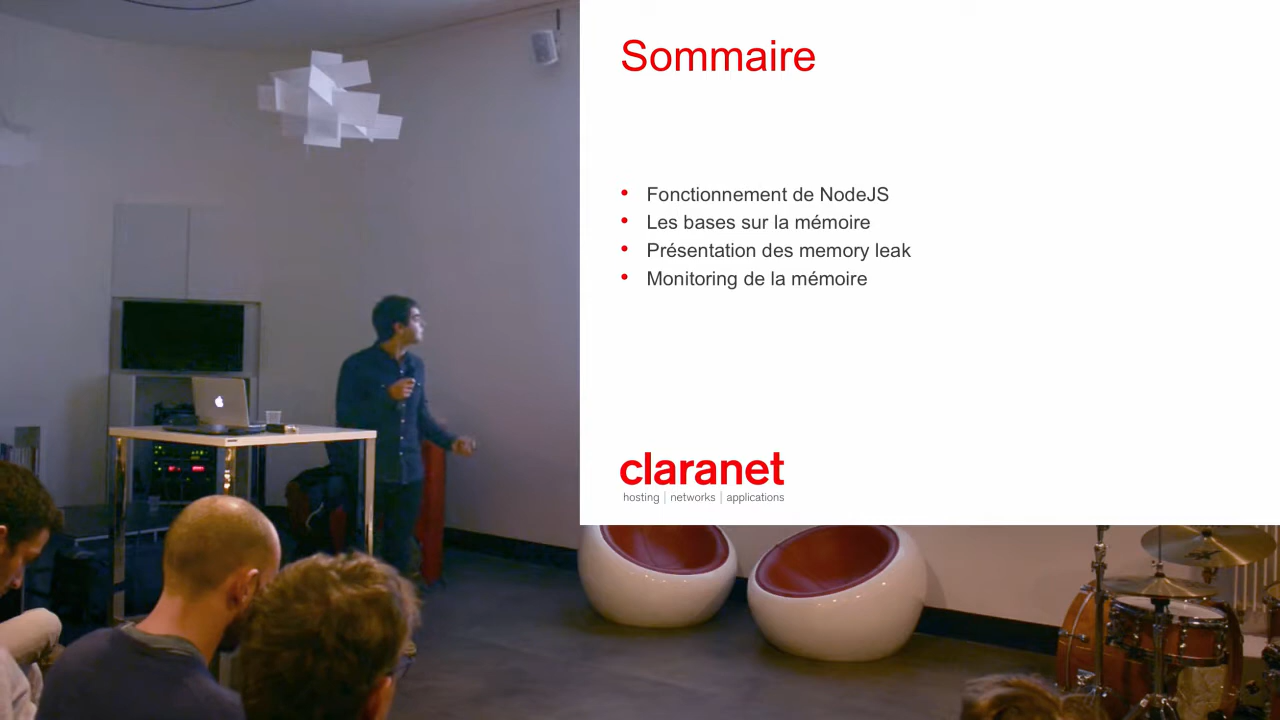 Sommaire
• Fonctionnement de NodeJS
• Les bases sur la mémoire
• Présentation des memory leak
• Monitoring de la mémoire
claranet
hosting | networks | applications